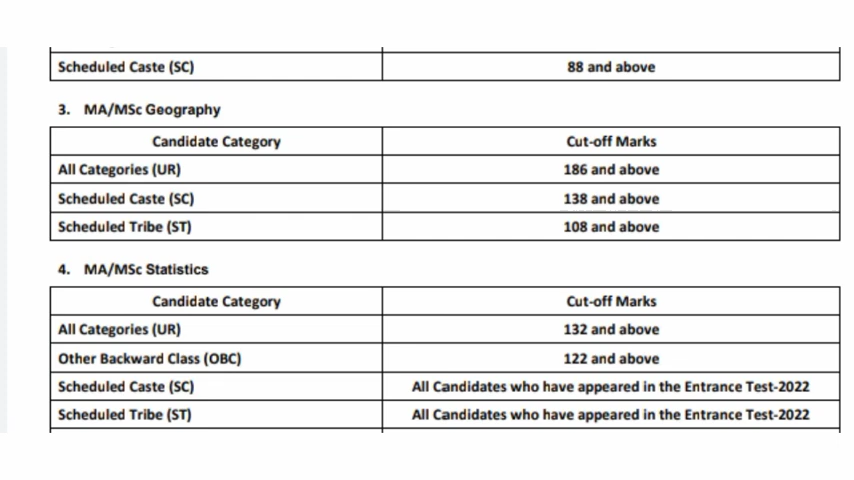 Scheduled Caste (SC) 88 and above
3. MA/MSc Geography
Candidate Category Cut-off Marks
All Categories (UR) 186 and above
Scheduled Caste (SC) 138 and above
Scheduled Tribe (ST) 108 and above
4. MA/MSc Statistics
Candidate Category Cut-off Marks
All Categories (UR) 132 and above
Other Backward Class (OBC) 122 and above
Scheduled Caste (SC) All Candidates who have appeared in the Entrance Test-2022
Scheduled Tribe (ST) All Candidates who have appeared in the Entrance Test-2022